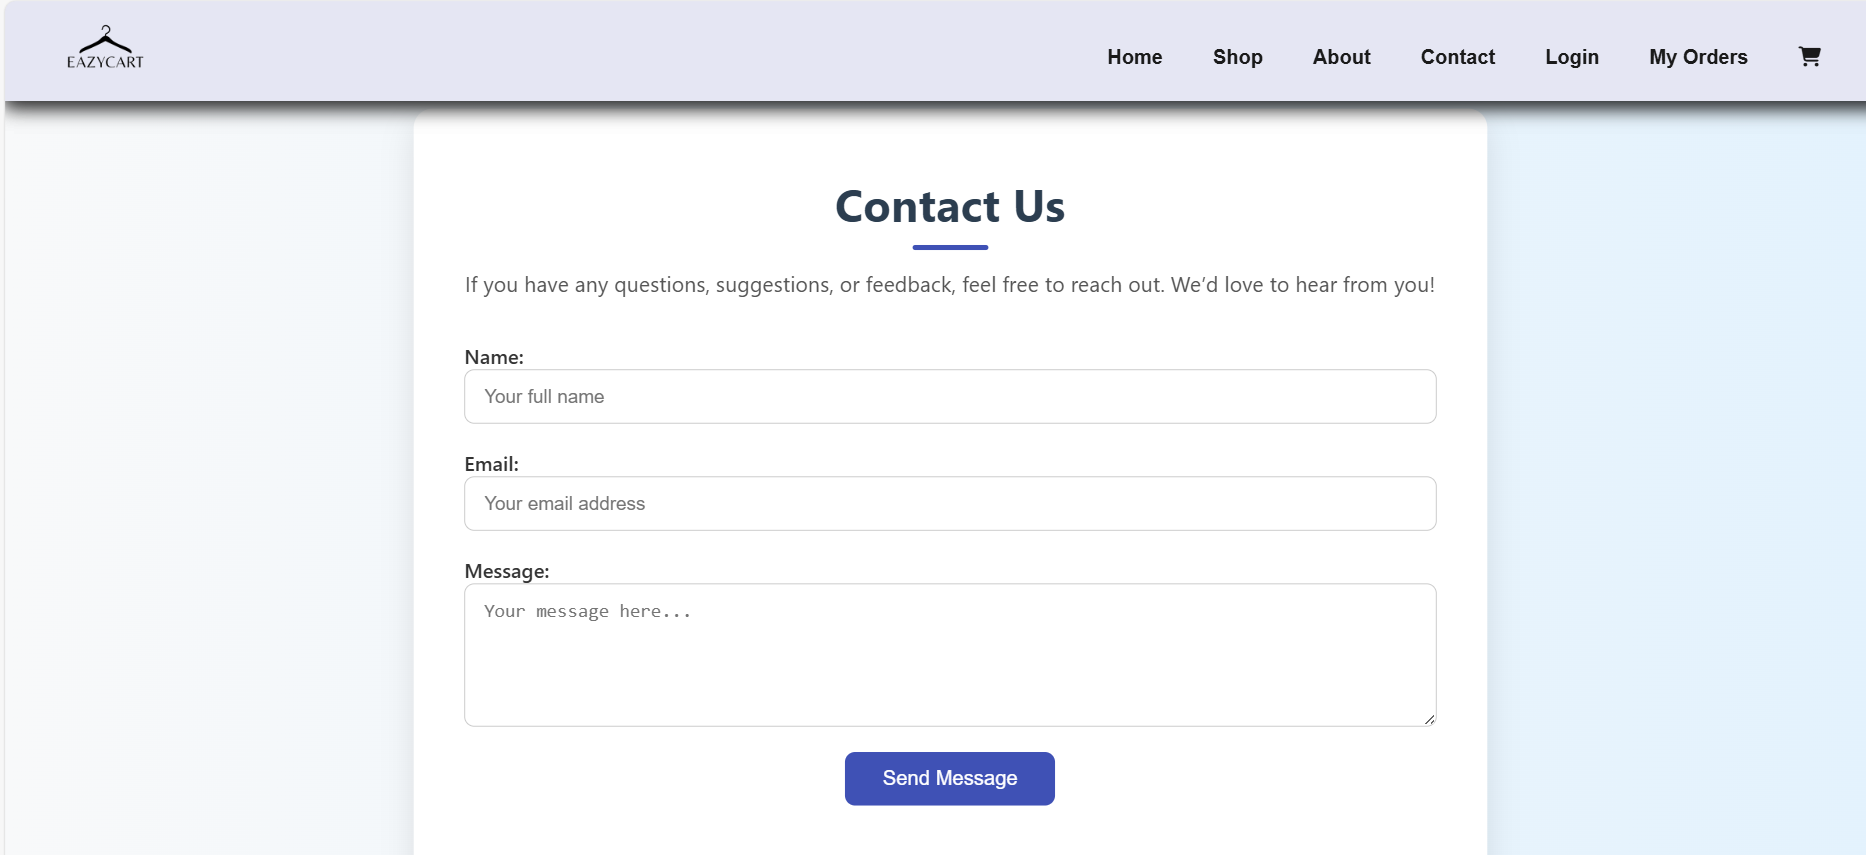 EAZYCART
Home Shop About Contact Login My Orders
Contact Us
If you have any questions, suggestions, or feedback, feel free to reach out. We’d love to hear from you!
Name:
Your full name
Email:
Your email address
Message:
Your message here...
Send Message